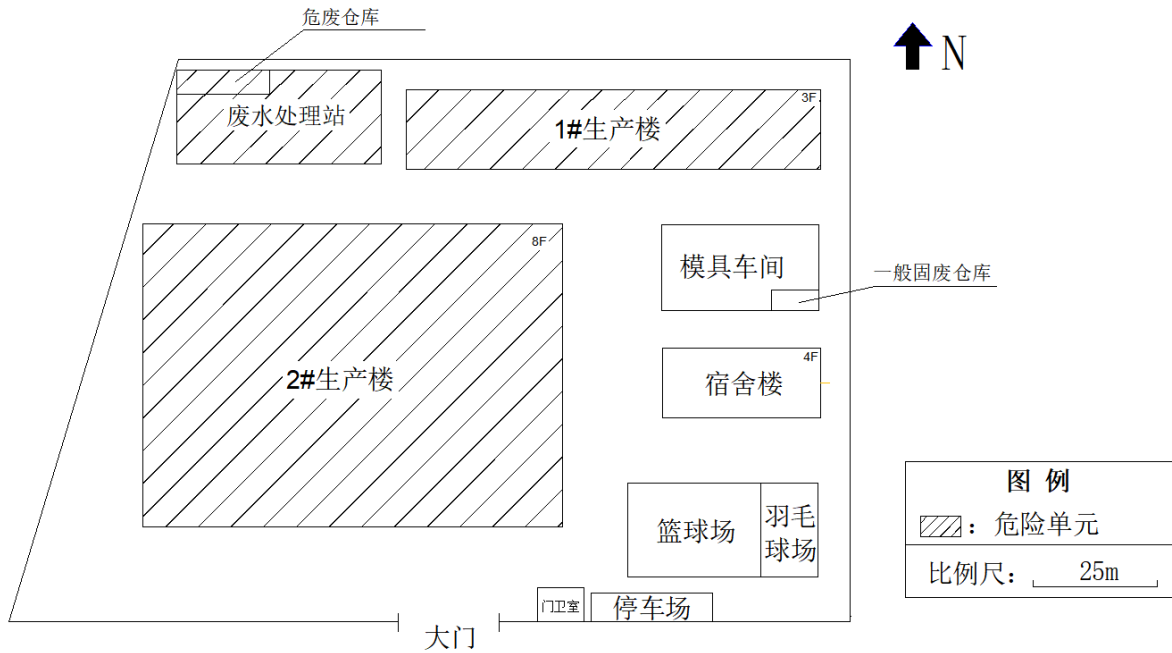 危废仓库
N
废水处理站
3F
1#生产楼
8F
模具车间
一般固废仓库
2#生产楼
4F
宿舍楼
图 例
：危险单元
比例尺： 25m
篮球场
羽毛
球场
门卫室
停车场
大门